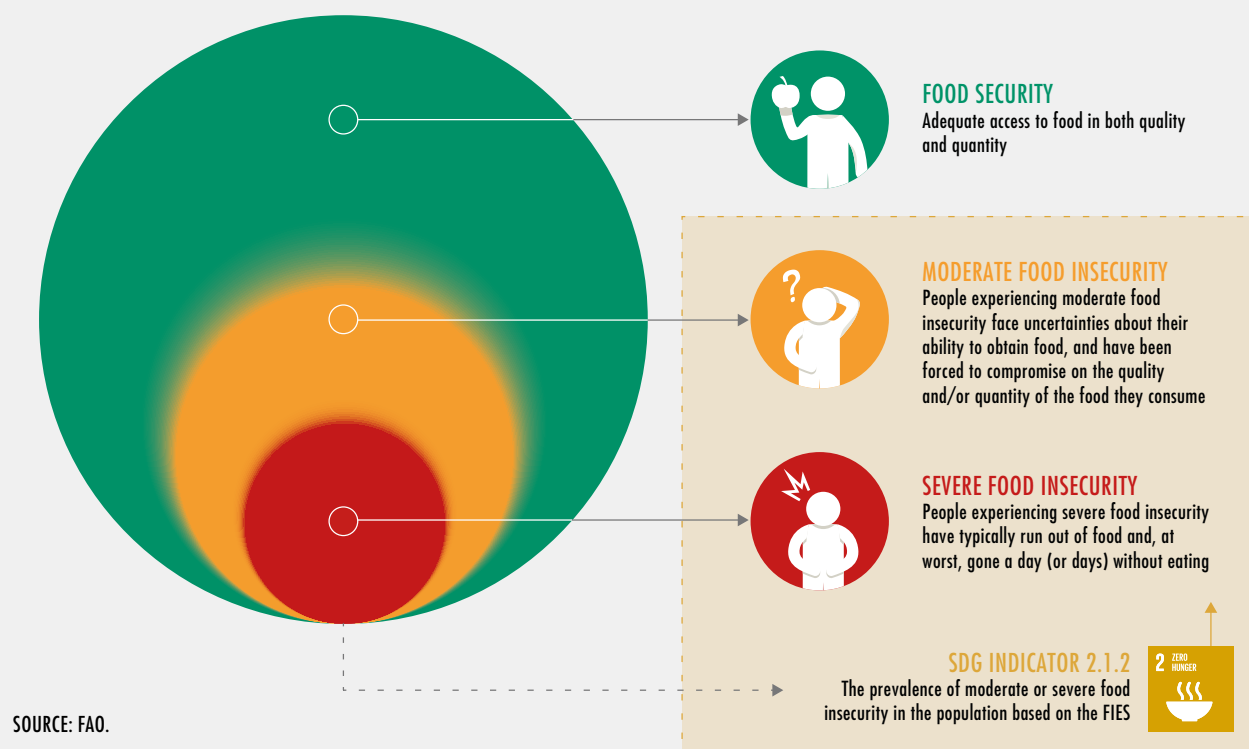 FOOD SECURITY
Adequate access to food in both quality
and quantity
?
MODERATE FOOD INSECURITY
People experiencing moderate food
insecurity face uncertainties about their
ability to obtain food, and have been
forced to compromise on the quality
and/or quantity of the food they consume
SEVERE FOOD INSECURITY
People experiencing severe food insecurity
have typically run out of food and, at
worst, gone a day (or days) without eating
SDG INDICATOR 2.1.2
The prevalence of moderate or severe food
insecurity in the population based on the FIES
2 ZERO
HUNGER
SOURCE: FAO.